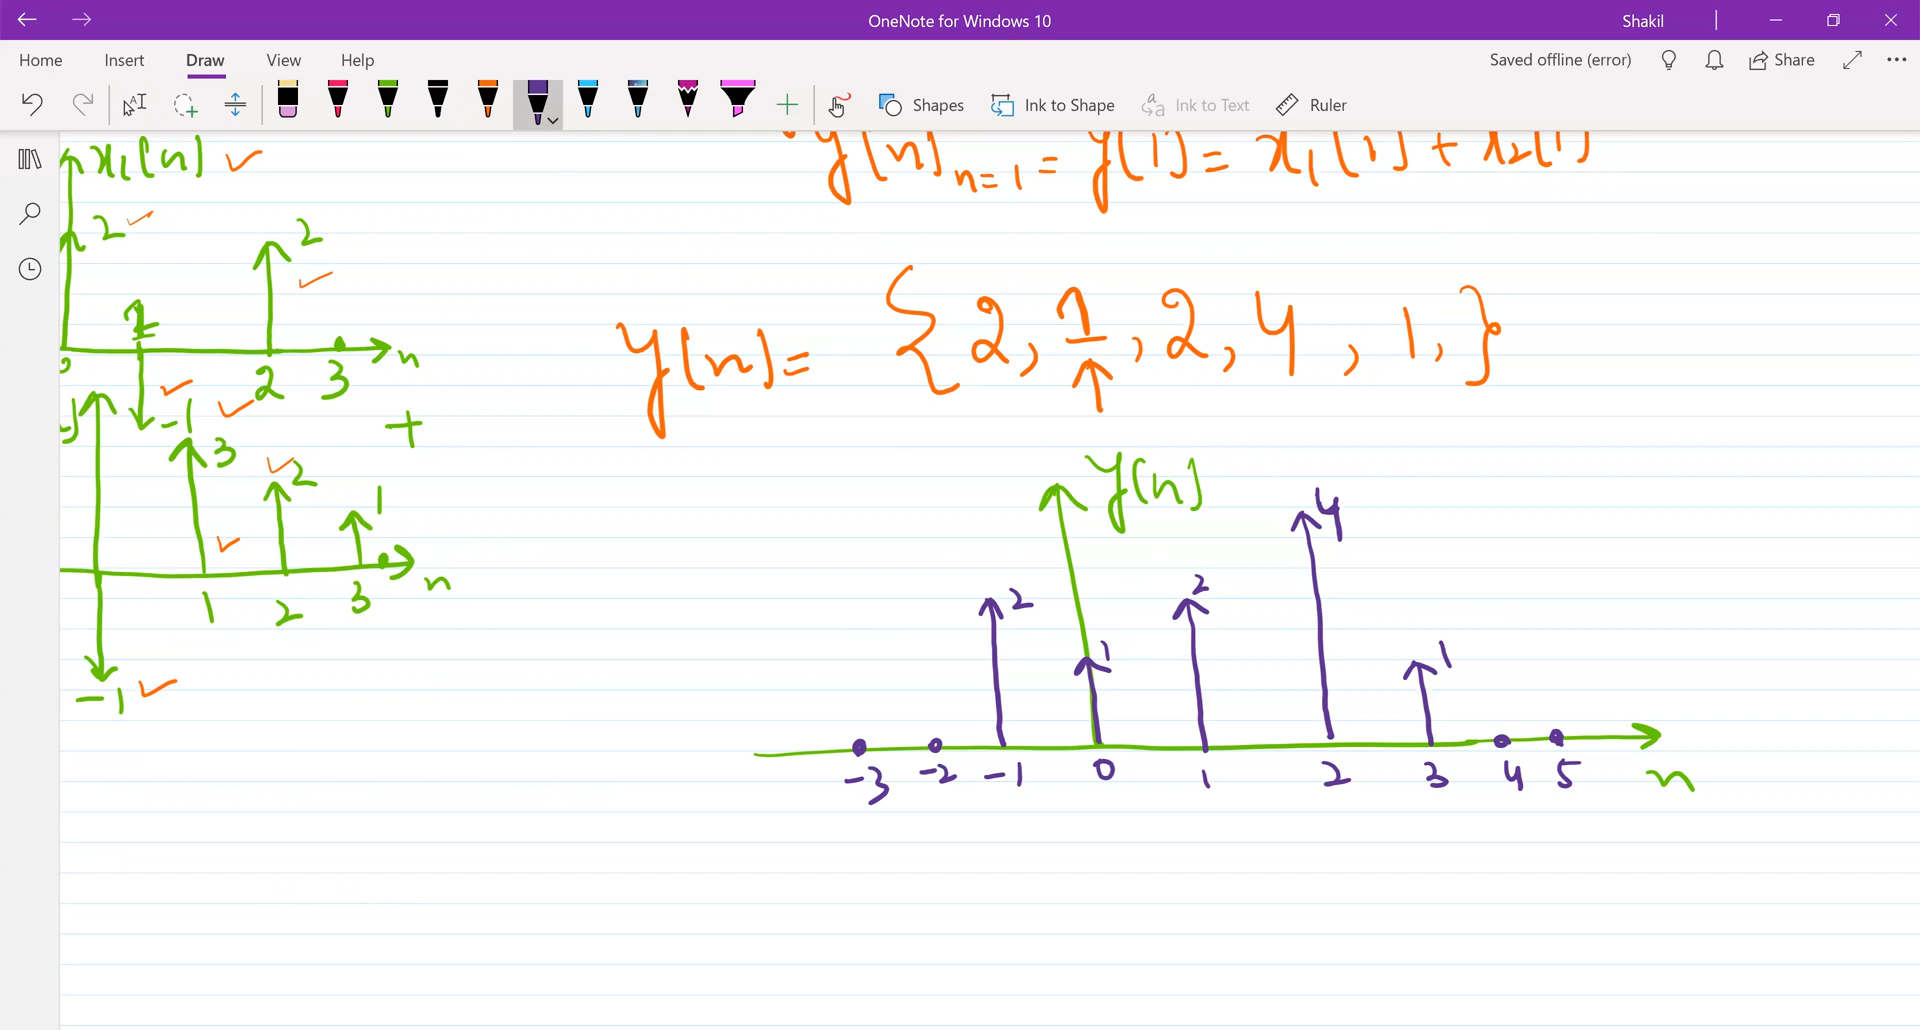 OneNote for Windows 10
Shakil
Home Insert Draw View Help
Saved offline (error) Share
Shapes Ink to Shape Ink to Text Ruler
x₁[n]
2
2
2 3 n
-1
+
3
2
1
1 2 3 n
-1
y[n]n=1 = y[1] = x₁[1] + x₂[1]
y[n] = {2, 1, 2, 4, 1, }
↑
y[n]
2 1 2 4 1
-3 -2 -1 0 1 2 3 4 5 n